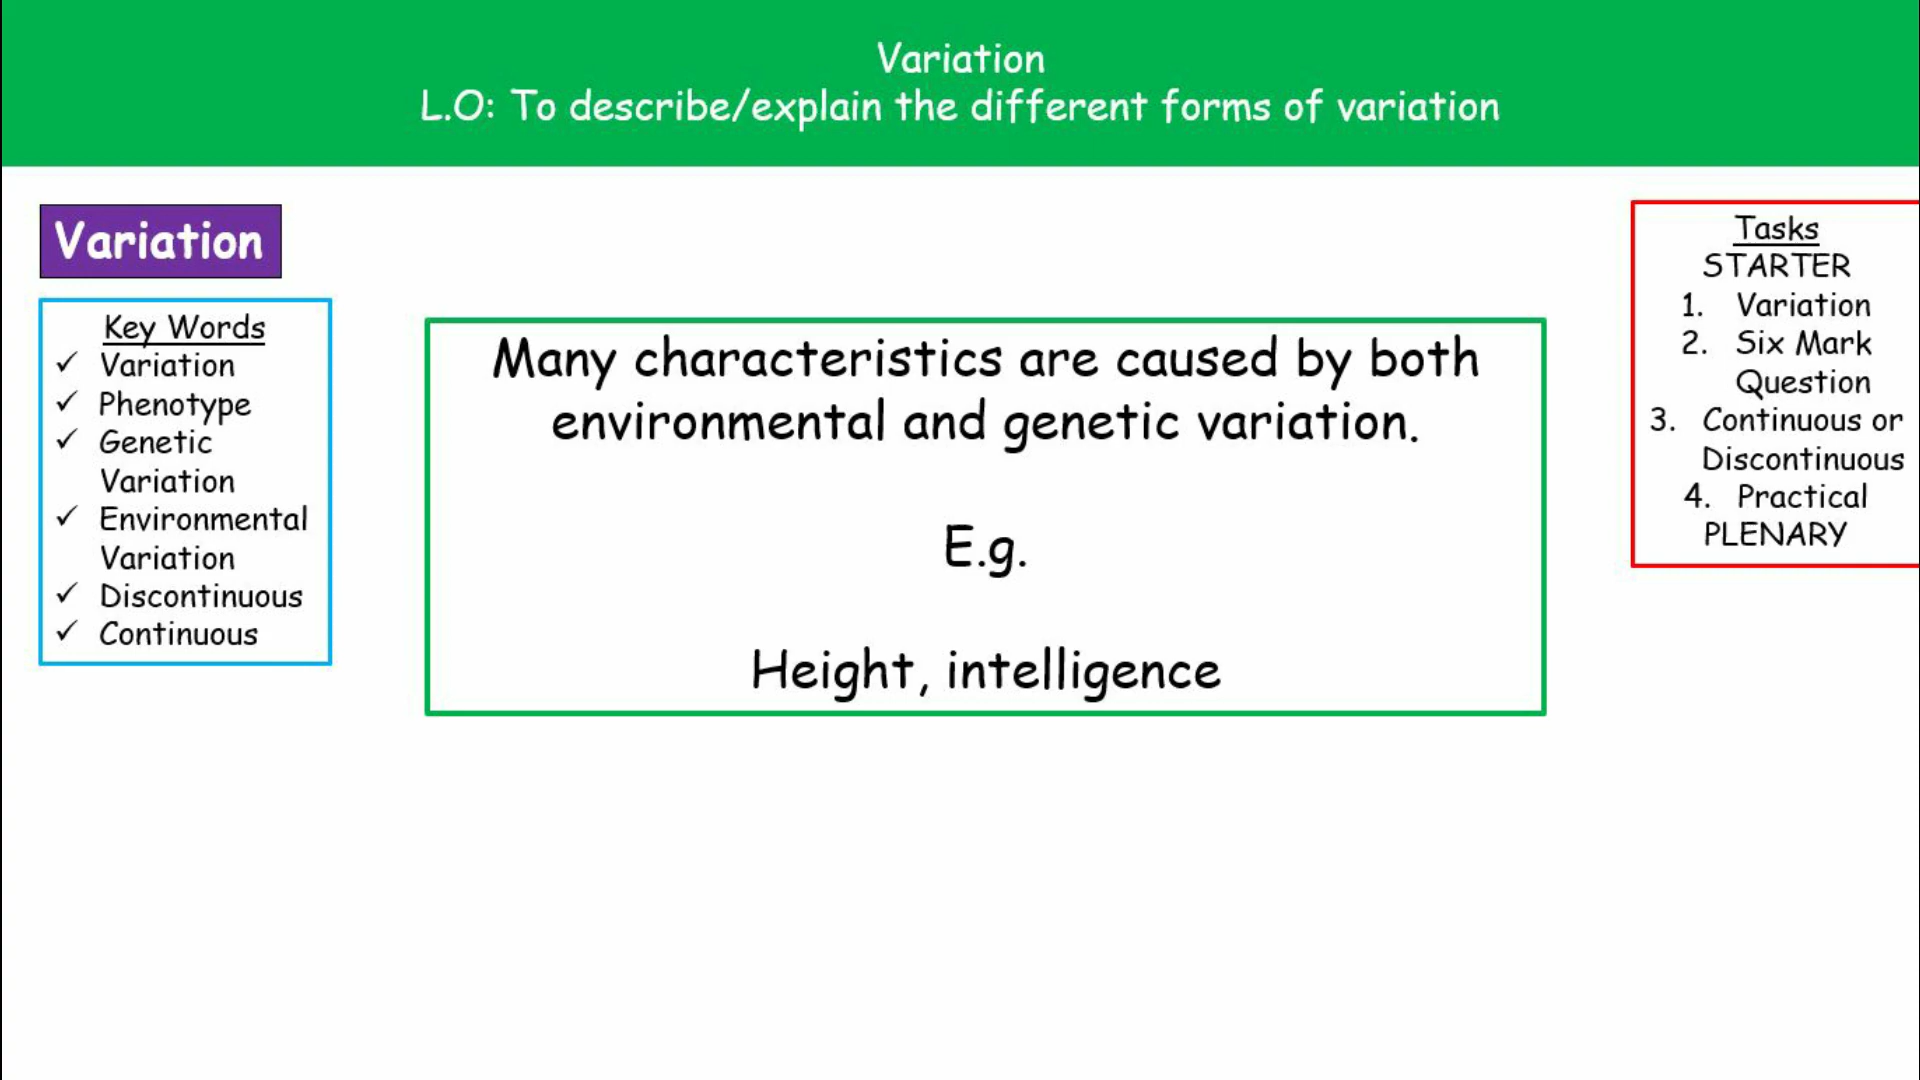 Variation
L.O: To describe/explain the different forms of variation
Variation
Key Words
✓ Variation
✓ Phenotype
✓ Genetic
Variation
✓ Environmental
Variation
✓ Discontinuous
✓ Continuous
Many characteristics are caused by both
environmental and genetic variation.
E.g.
Height, intelligence
Tasks
STARTER
1. Variation
2. Six Mark
Question
3. Continuous or
Discontinuous
4. Practical
PLENARY